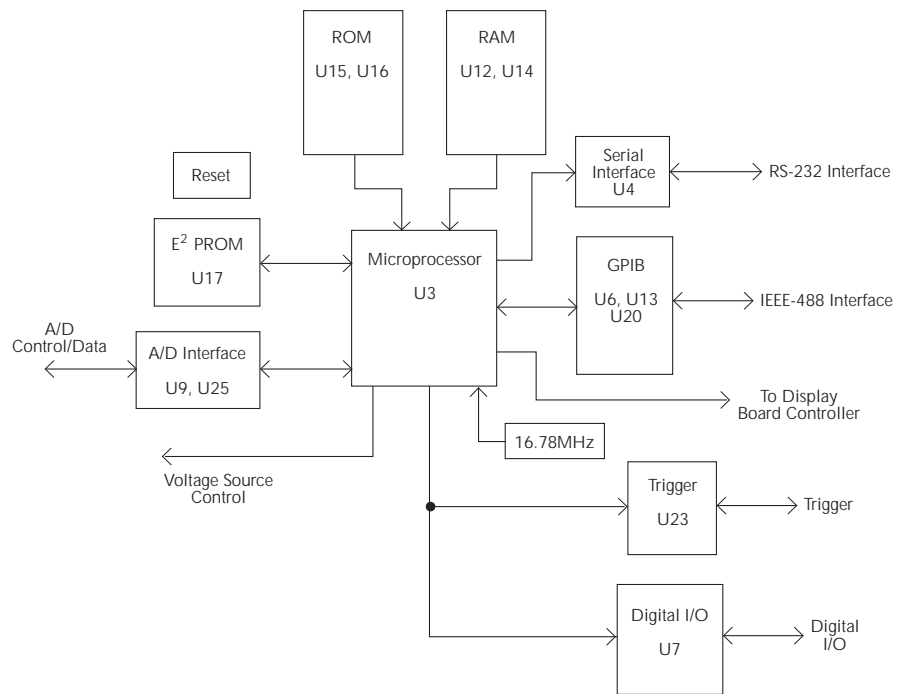 ROM
U15, U16
RAM
U12, U14
Reset
Serial
Interface
U4
RS-232 Interface
E² PROM
U17
Microprocessor
U3
GPIB
U6, U13
U20
IEEE-488 Interface
A/D
Control/Data
A/D Interface
U9, U25
To Display
Board Controller
16.78MHz
Voltage Source
Control
Trigger
U23
Trigger
Digital I/O
U7
Digital
I/O